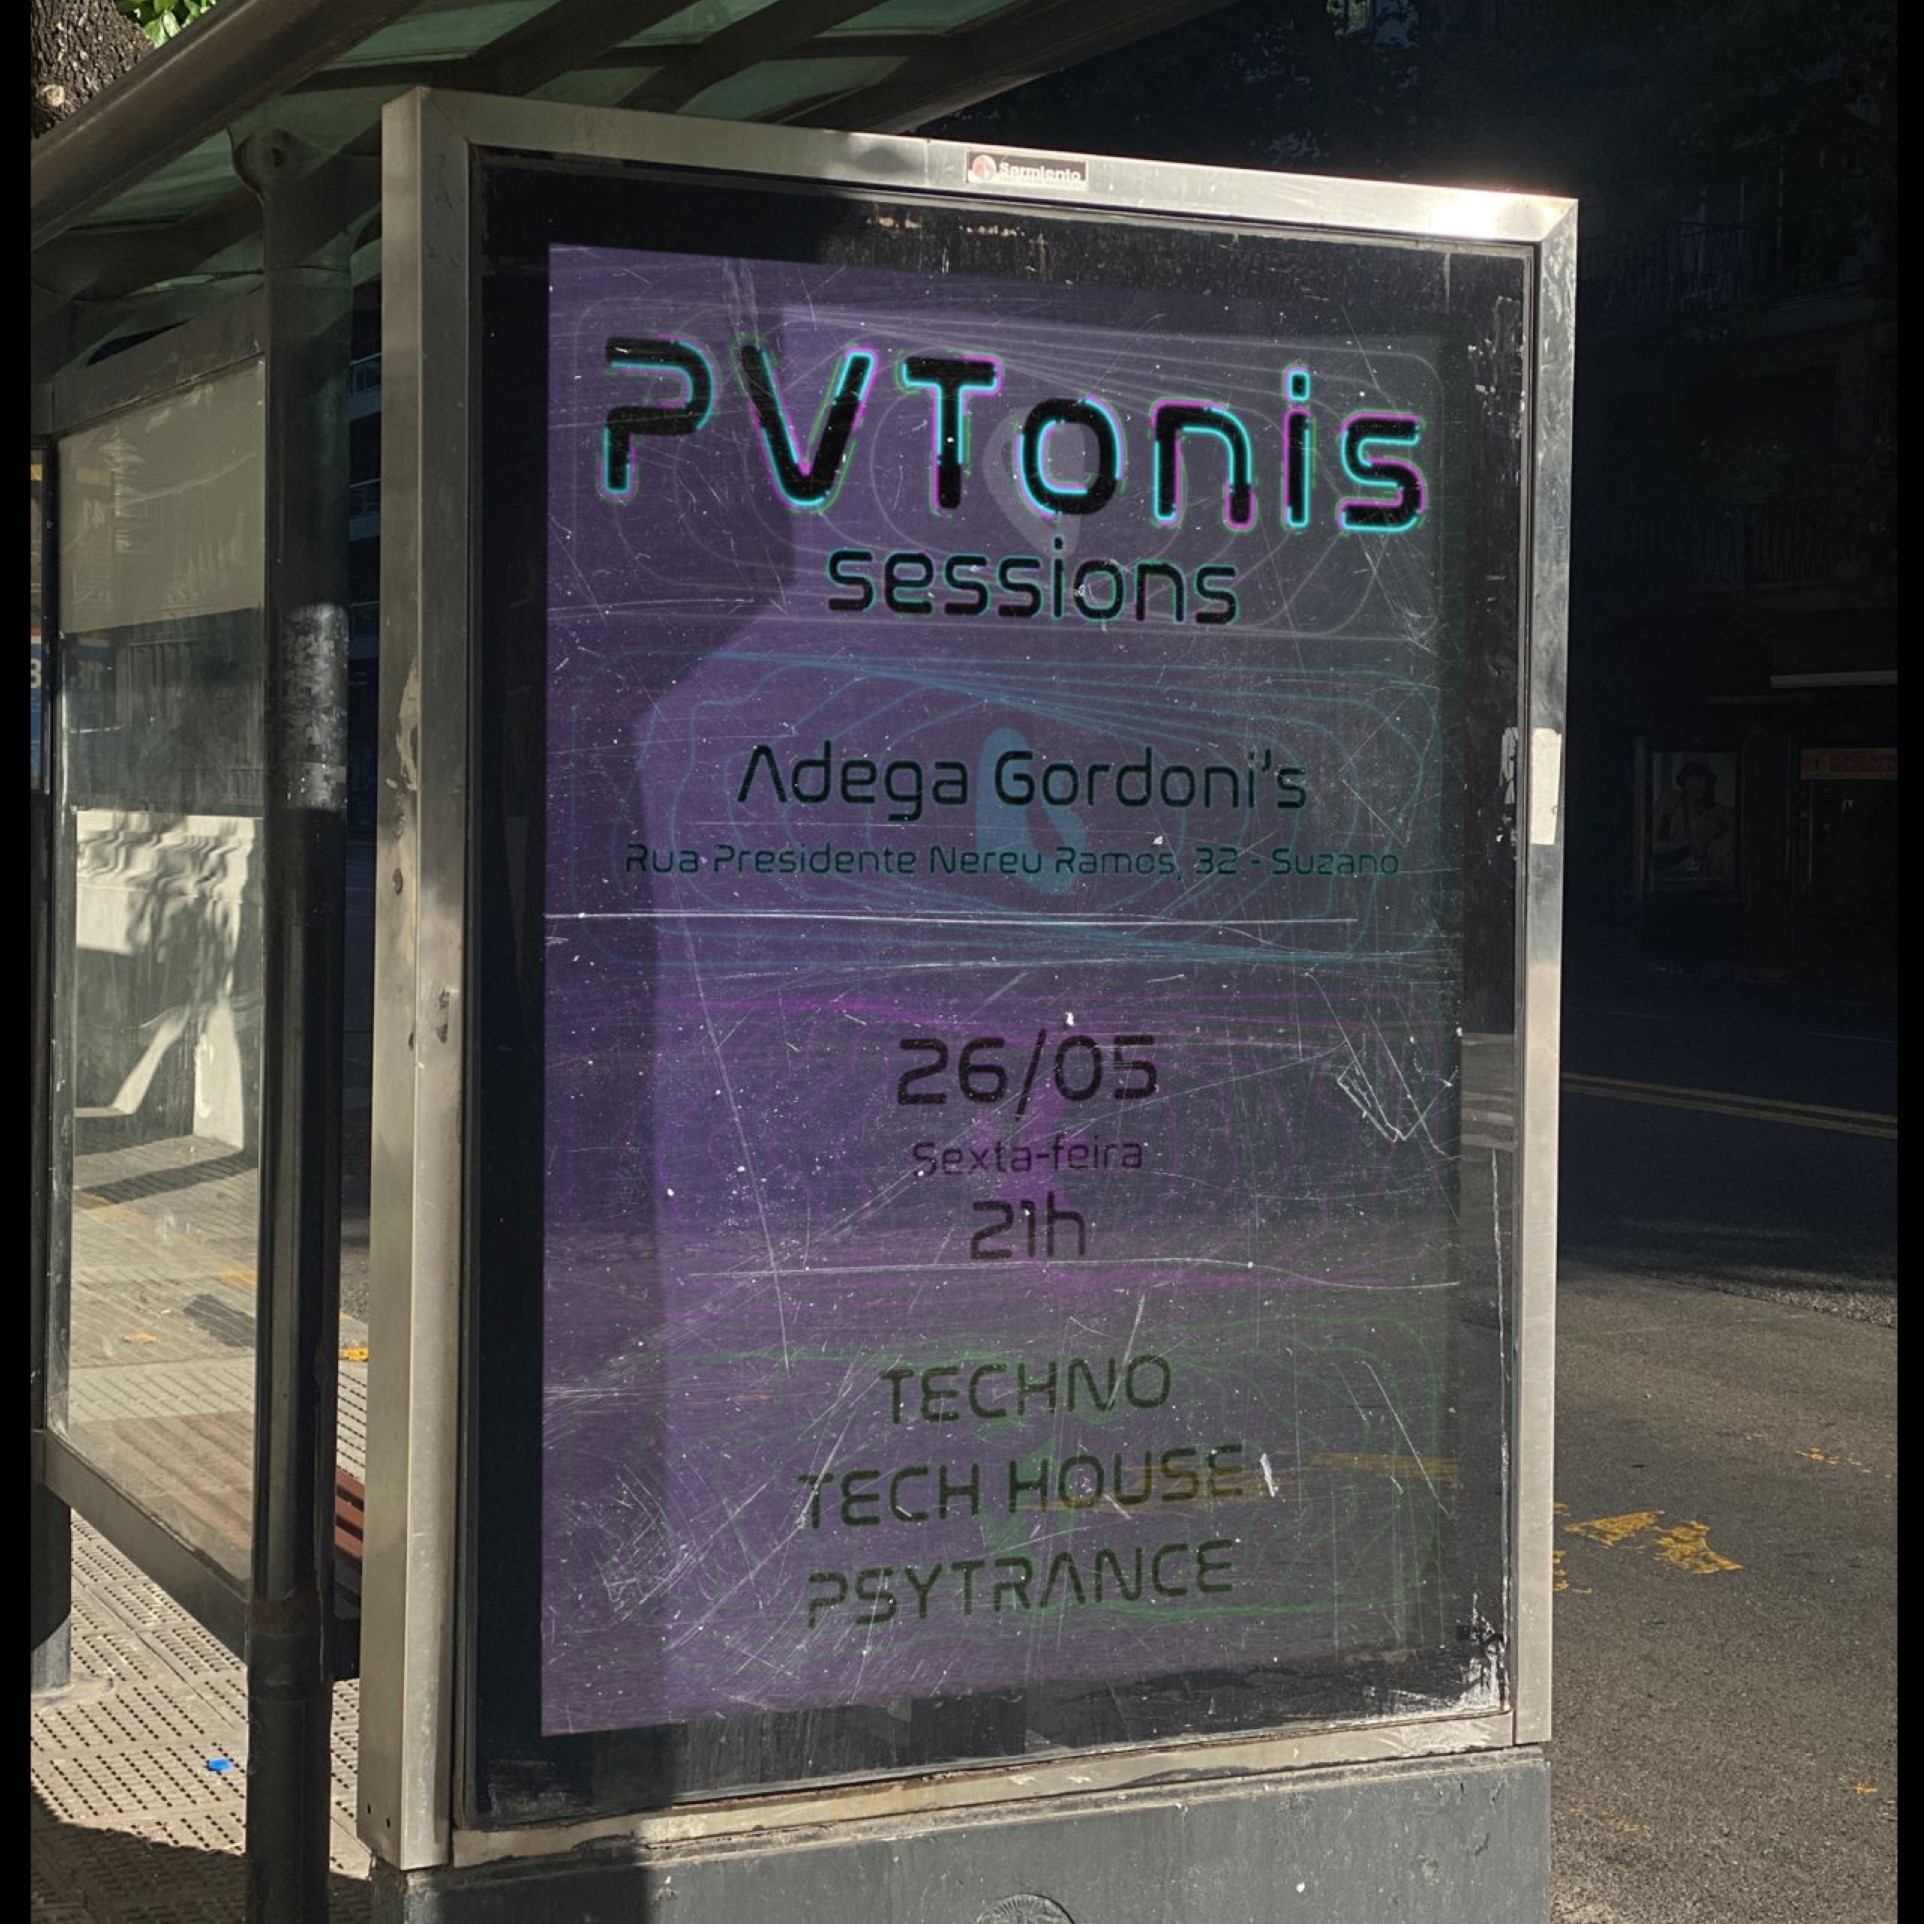 Sarmiento
PVTonis
sessions
Adega Gordoni's
Rua Presidente Nereu Ramos, 32 - Suzano
26/05
Sexta-feira
21h
TECHNO
TECH HOUSE
PSYTRANCE